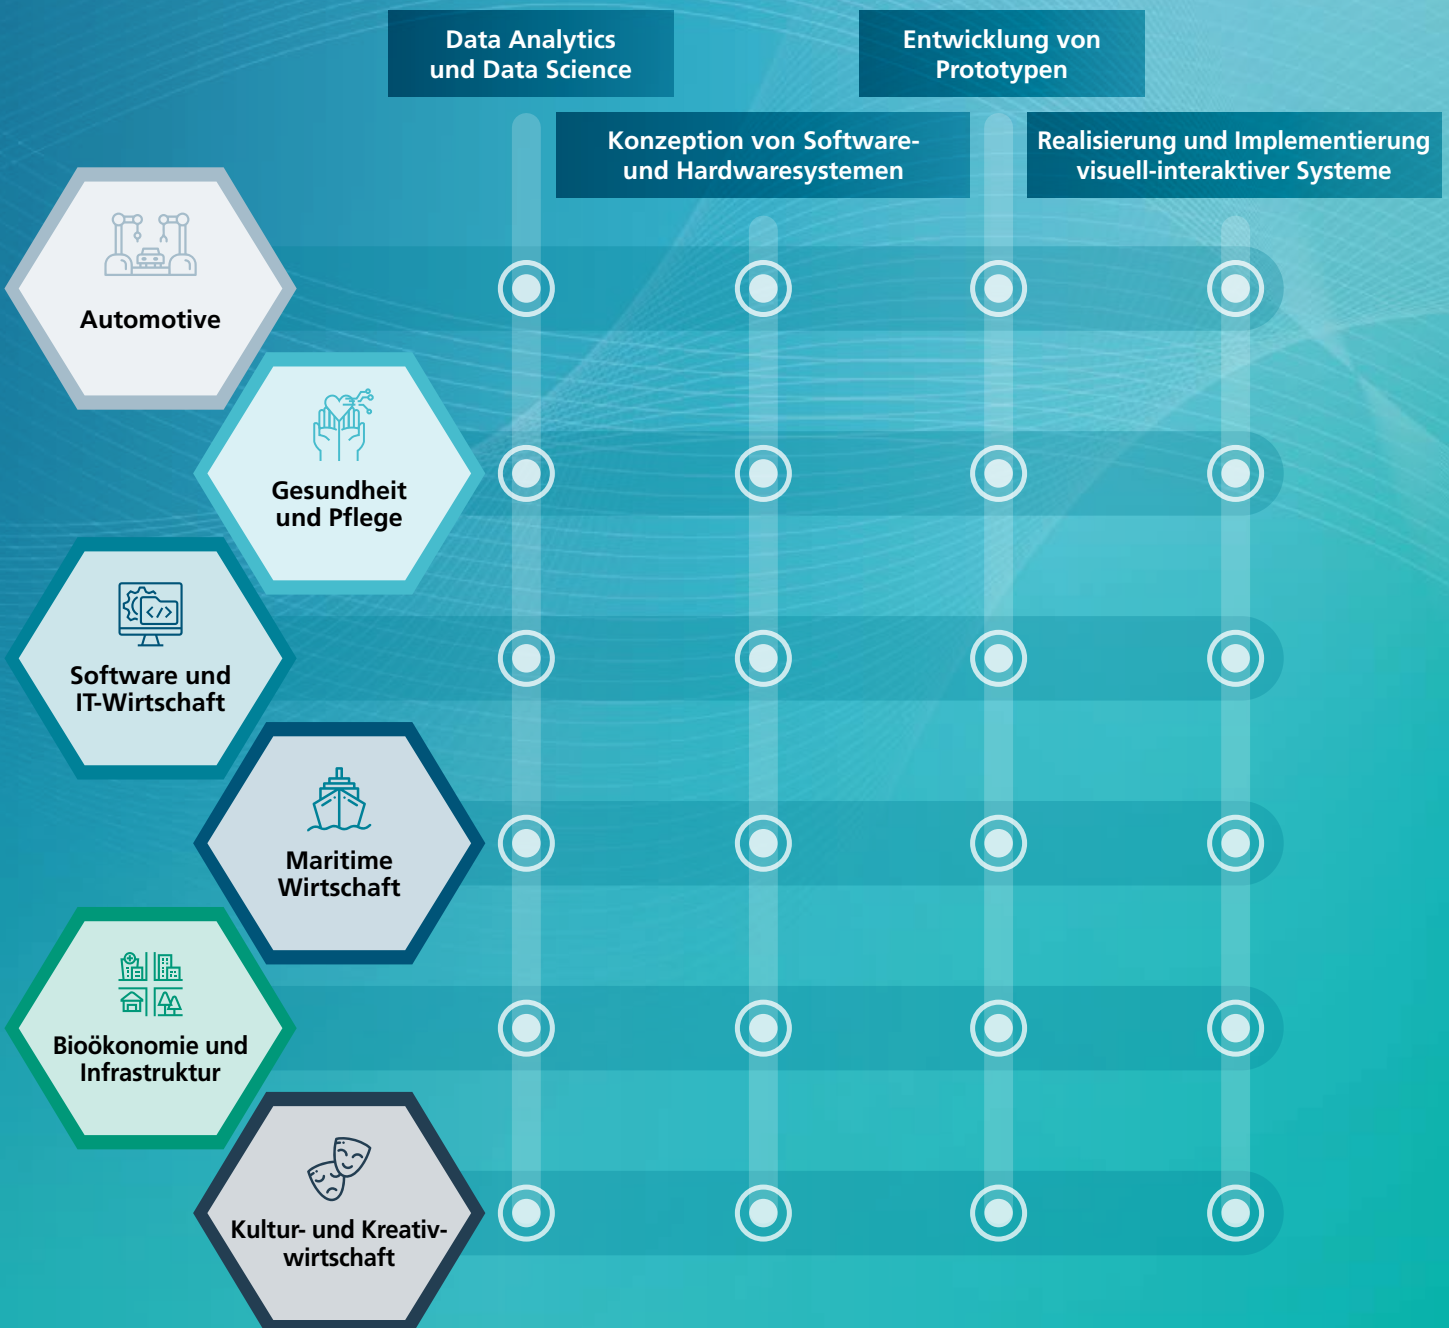 Data Analytics
und Data Science
Entwicklung von
Prototypen
Konzeption von Software-
und Hardwaresystemen
Realisierung und Implementierung
visuell-interaktiver Systeme
Automotive
Gesundheit
und Pflege
Software und
IT-Wirtschaft
Maritime
Wirtschaft
Bioökonomie und
Infrastruktur
Kultur- und Kreativ-
wirtschaft